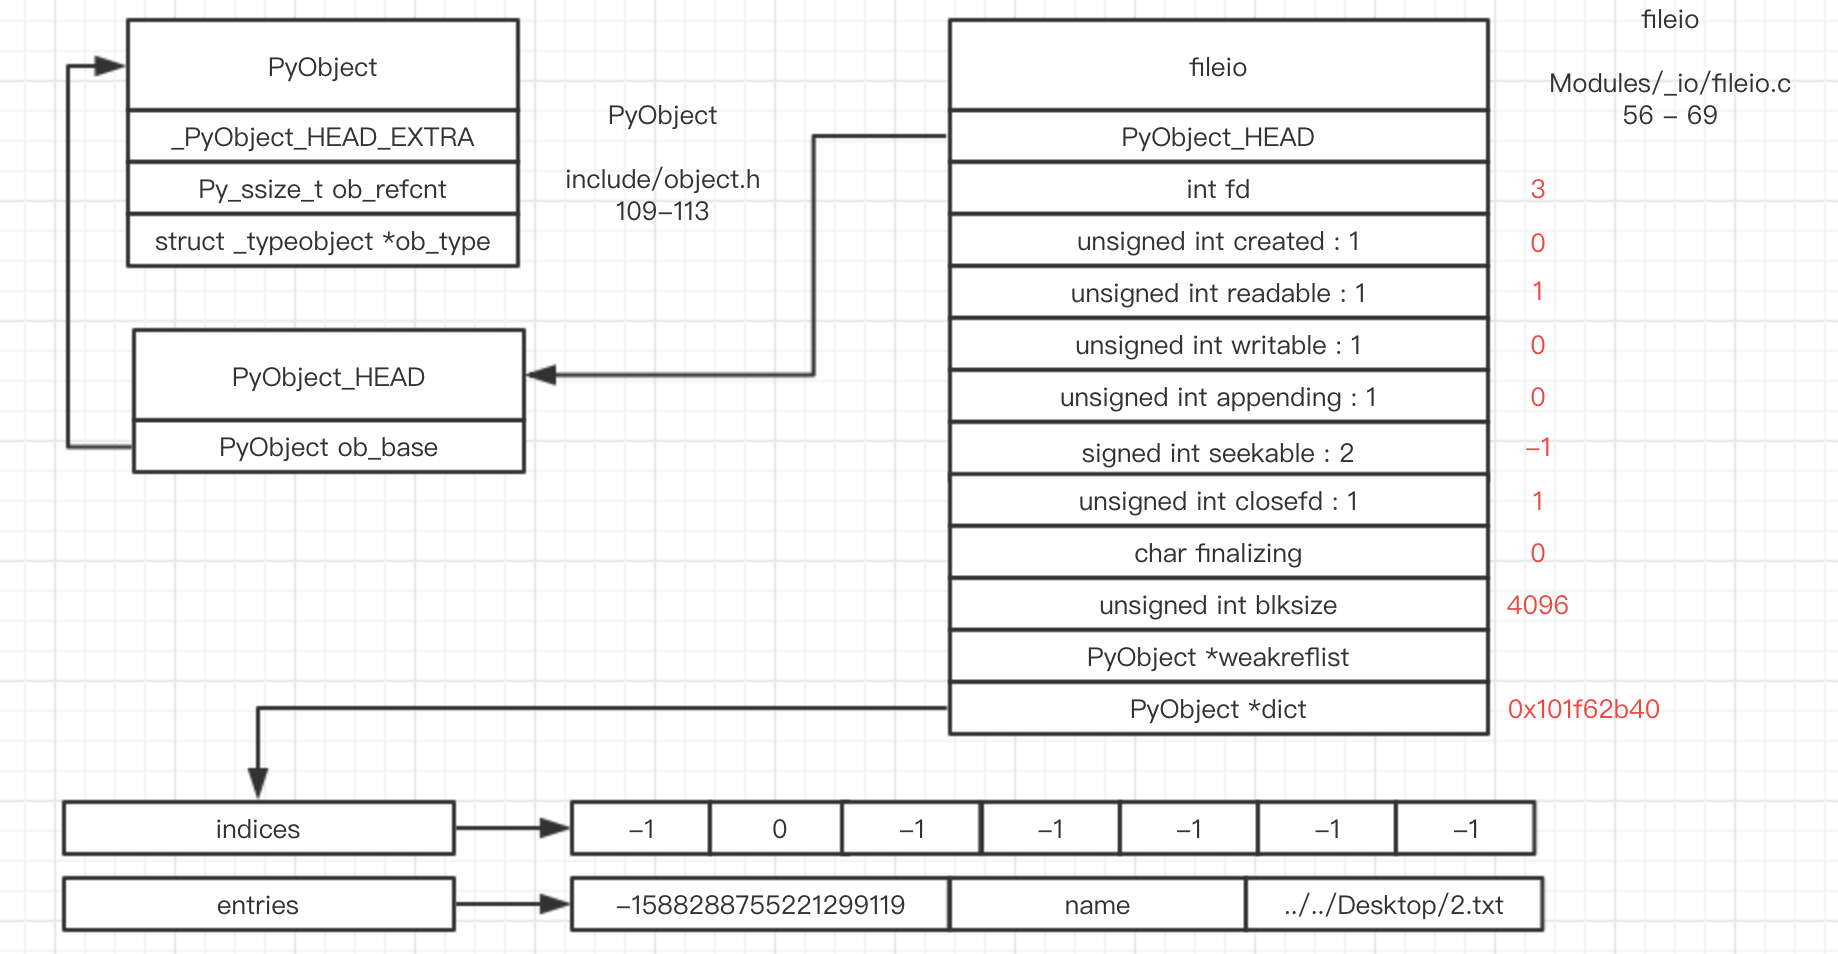 PyObject
_PyObject_HEAD_EXTRA
Py_ssize_t ob_refcnt
struct _typeobject *ob_type
PyObject
include/object.h
109–113
PyObject_HEAD
PyObject ob_base
fileio
PyObject_HEAD
int fd 3
unsigned int created : 1 0
unsigned int readable : 1 1
unsigned int writable : 1 0
unsigned int appending : 1 0
signed int seekable : 2 –1
unsigned int closefd : 1 1
char finalizing 0
unsigned int blksize 4096
PyObject *weakreflist
PyObject *dict 0x101f62b40
fileio
Modules/_io/fileio.c
56 – 69
indices –1 0 –1 –1 –1 –1 –1
entries –1588288755221299119 name ../../Desktop/2.txt